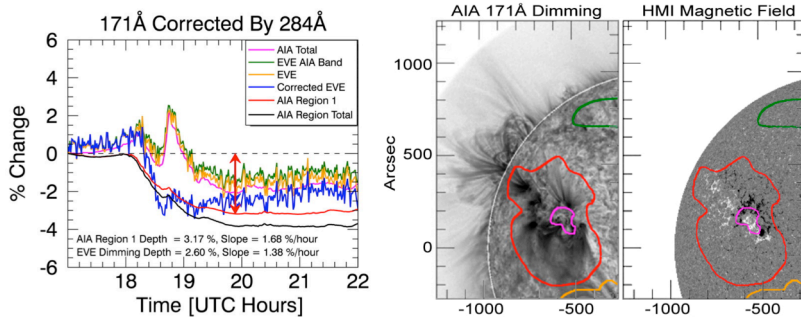 171Å Corrected By 284Å
% Change
6
4
2
0
-2
-4
-6
AIA Total
EVE AIA Band
EVE
Corrected EVE
AIA Region 1
AIA Region Total
AIA Region 1 Depth = 3.17 %, Slope = 1.68 %/hour
EVE Dimming Depth = 2.60 %, Slope = 1.38 %/hour
17 18 19 20 21 22
Time [UTC Hours]
AIA 171Å Dimming
HMI Magnetic Field
Arcsec
1000
500
0
-1000 -500
-1000 -500